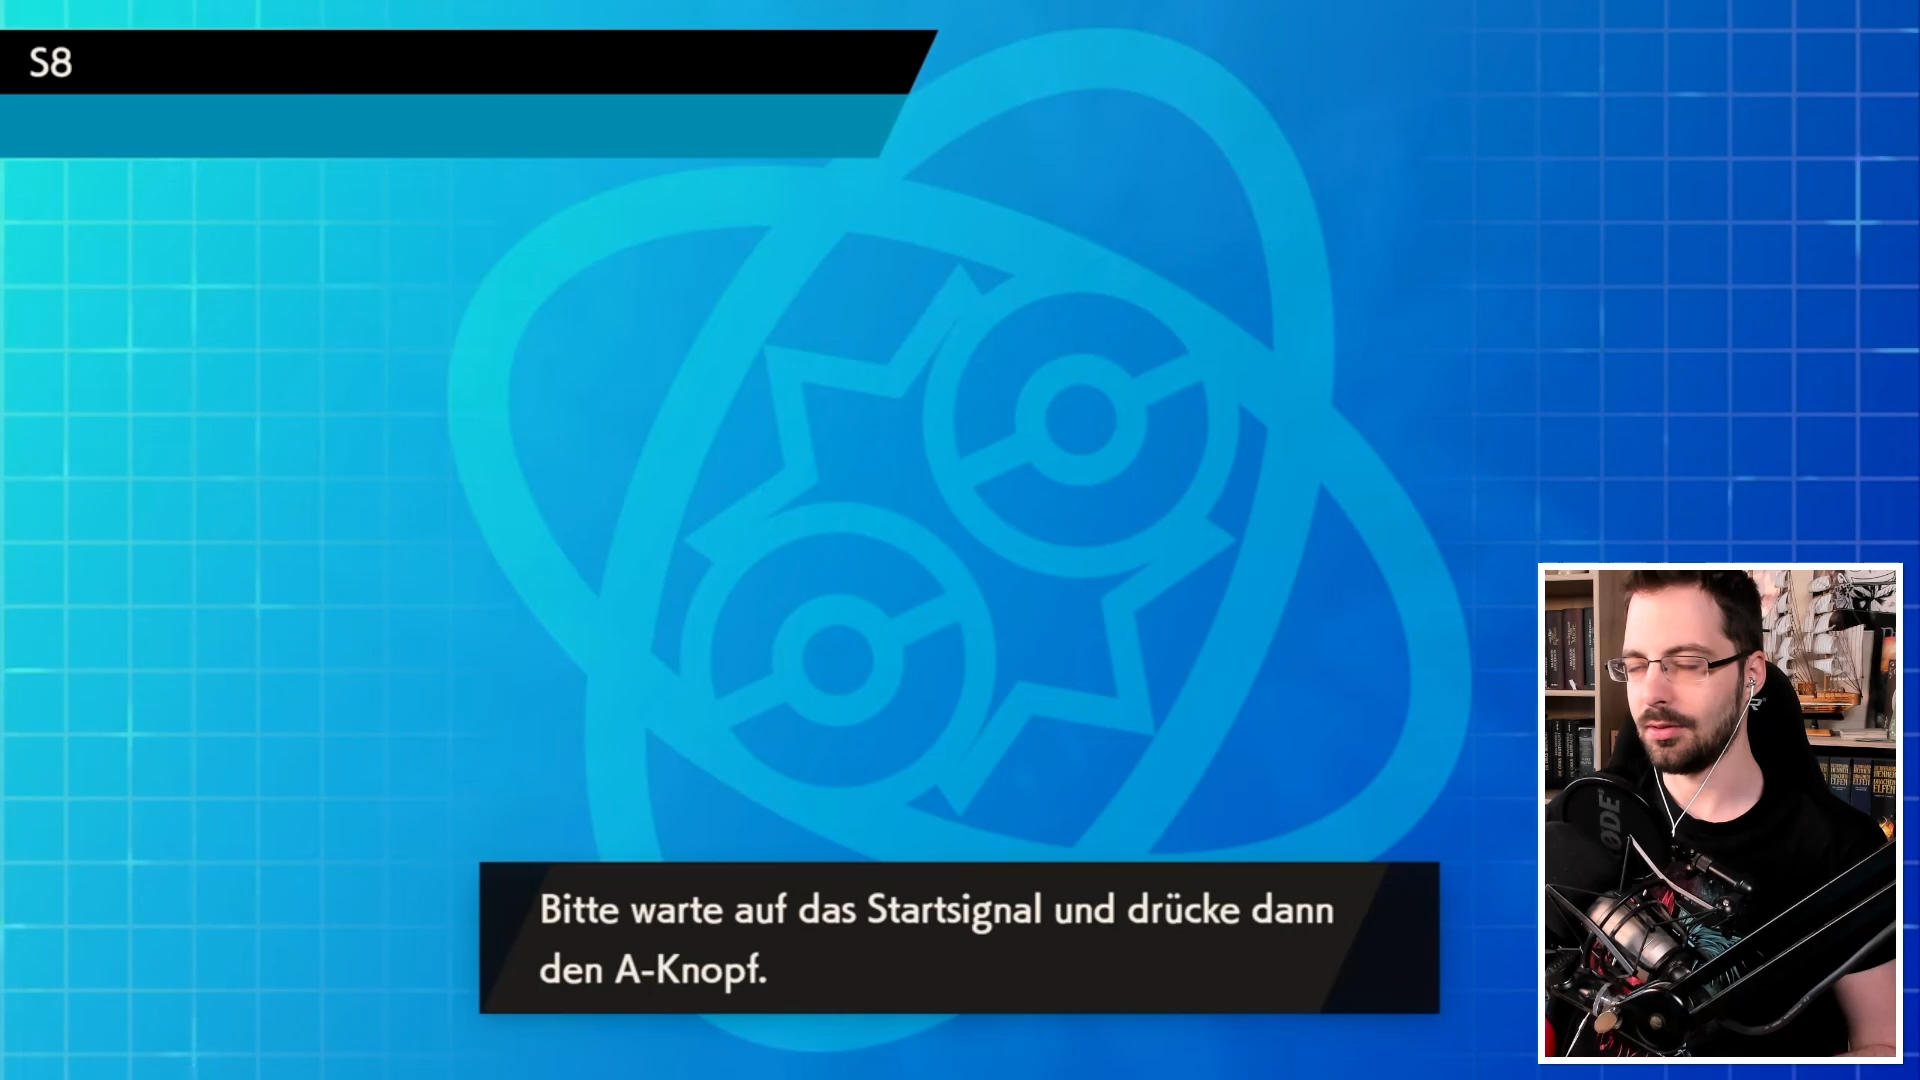 S8
Bitte warte auf das Startsignal und drücke dann
den A-Knopf.